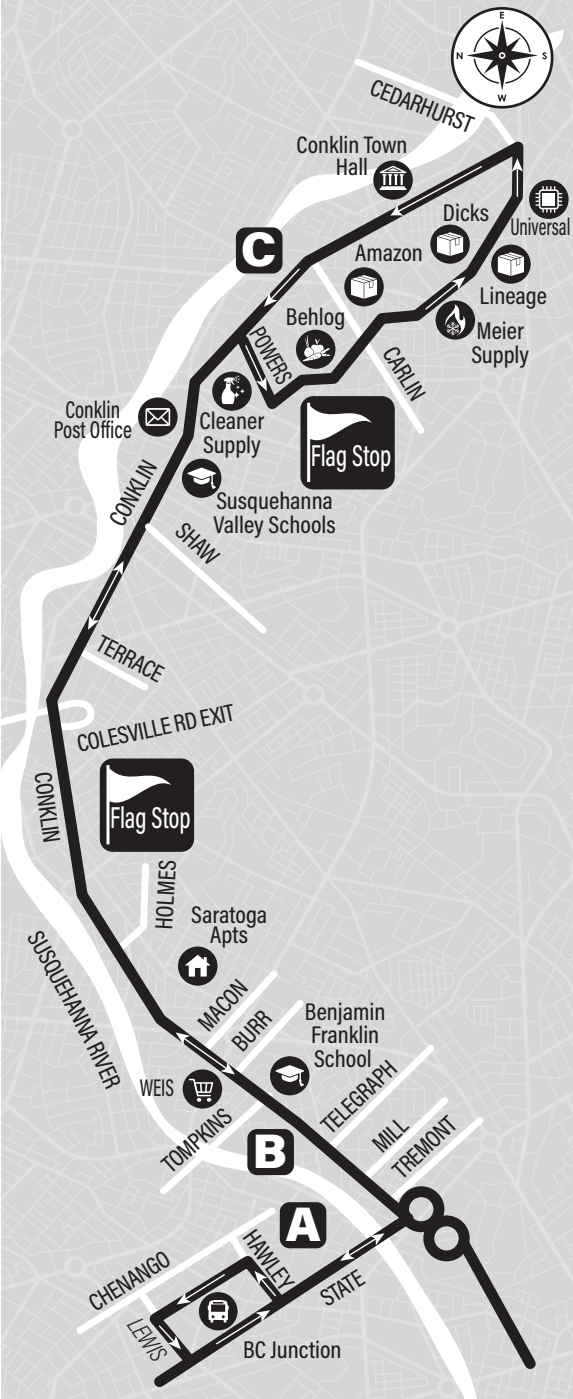 E
N
S
W
CEDARHURST
Conklin Town
Hall
Dicks
Universal
C
Amazon
Lineage
Behlog
Meier
Supply
POWERS
CARLIN
Conklin
Post Office
Cleaner
Supply
Flag Stop
CONKLIN
Susquehanna
Valley Schools
SHAW
TERRACE
COLESVILLE RD EXIT
CONKLIN
Flag Stop
HOLMES
Saratoga
Apts
SUSQUEHANNA RIVER
MACON
BURR
Benjamin
Franklin
School
WEIS
TELEGRAPH
TOMPKINS
B
MILL
TREMONT
A
CHENANGO
HAWLEY
STATE
LEWIS
BC Junction